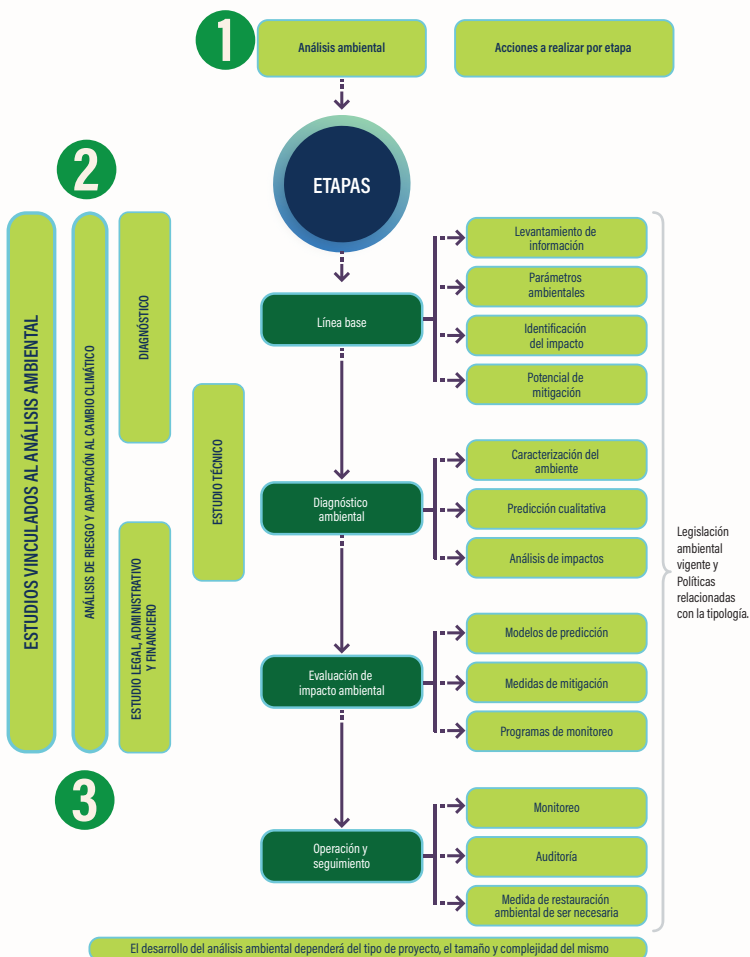 1
Análisis ambiental
Acciones a realizar por etapa
ETAPAS
2
ESTUDIOS VINCULADOS AL ANÁLISIS AMBIENTAL
ANÁLISIS DE RIESGO Y ADAPTACIÓN AL CAMBIO CLIMÁTICO
DIAGNÓSTICO
ESTUDIO LEGAL, ADMINISTRATIVO
Y FINANCIERO
ESTUDIO TÉCNICO
3
Línea base
Levantamiento de
información
Parámetros
ambientales
Identificación
del impacto
Potencial de
mitigación
Diagnóstico
ambiental
Caracterización del
ambiente
Predicción cualitativa
Análisis de impactos
Evaluación de
impacto ambiental
Modelos de predicción
Medidas de mitigación
Programas de monitoreo
Operación y
seguimiento
Monitoreo
Auditoría
Medida de restauración
ambiental de ser necesaria
Legislación
ambiental
vigente y
Políticas
relacionadas
con la tipología.
El desarrollo del análisis ambiental dependerá del tipo de proyecto, el tamaño y complejidad del mismo